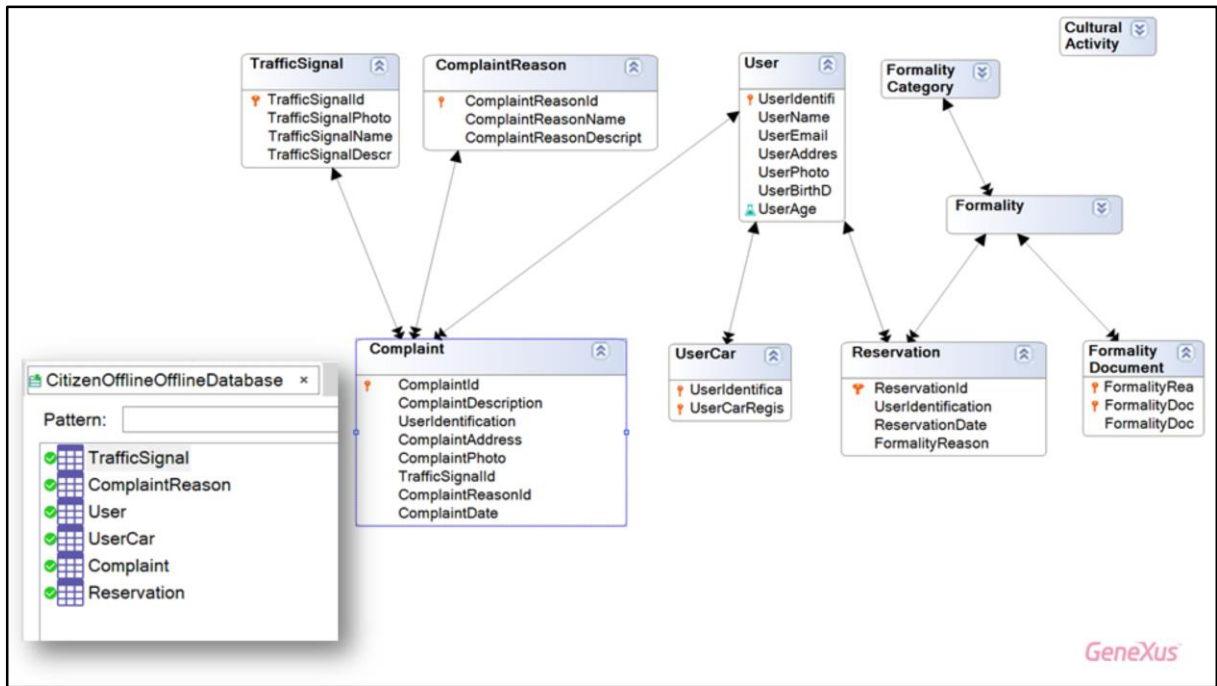 Cultural
Activity
TrafficSignal
TrafficSignalId
TrafficSignalPhoto
TrafficSignalName
TrafficSignalDescr
ComplaintReason
ComplaintReasonId
ComplaintReasonName
ComplaintReasonDescript
User
UserIdentifi
UserName
UserEmail
UserAddres
UserPhoto
UserBirthD
UserAge
Formality
Category
Formality
Complaint
ComplaintId
ComplaintDescription
UserIdentification
ComplaintAddress
ComplaintPhoto
TrafficSignalId
ComplaintReasonId
ComplaintDate
UserCar
UserIdentifica
UserCarRegis
Reservation
ReservationId
UserIdentification
ReservationDate
FormalityReason
Formality
Document
FormalityRea
FormalityDoc
FormalityDoc
CitizenOfflineOfflineDatabase ×
Pattern:
TrafficSignal
ComplaintReason
User
UserCar
Complaint
Reservation
GeneXus